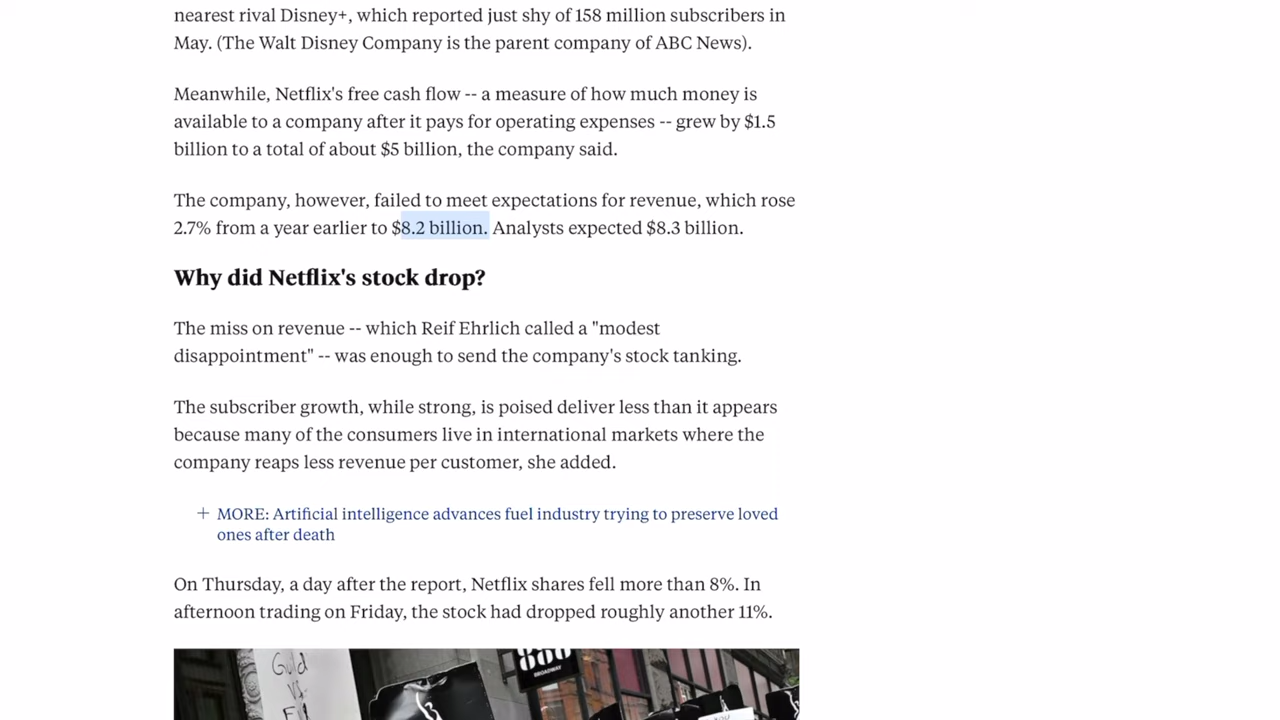 nearest rival Disney+, which reported just shy of 158 million subscribers in
May. (The Walt Disney Company is the parent company of ABC News).
Meanwhile, Netflix's free cash flow -- a measure of how much money is
available to a company after it pays for operating expenses -- grew by $1.5
billion to a total of about $5 billion, the company said.
The company, however, failed to meet expectations for revenue, which rose
2.7% from a year earlier to $8.2 billion. Analysts expected $8.3 billion.
Why did Netflix's stock drop?
The miss on revenue -- which Reif Ehrlich called a "modest
disappointment" -- was enough to send the company's stock tanking.
The subscriber growth, while strong, is poised deliver less than it appears
because many of the consumers live in international markets where the
company reaps less revenue per customer, she added.
+ MORE: Artificial intelligence advances fuel industry trying to preserve loved
ones after death
On Thursday, a day after the report, Netflix shares fell more than 8%. In
afternoon trading on Friday, the stock had dropped roughly another 11%.
Guild
888
BROADWAY